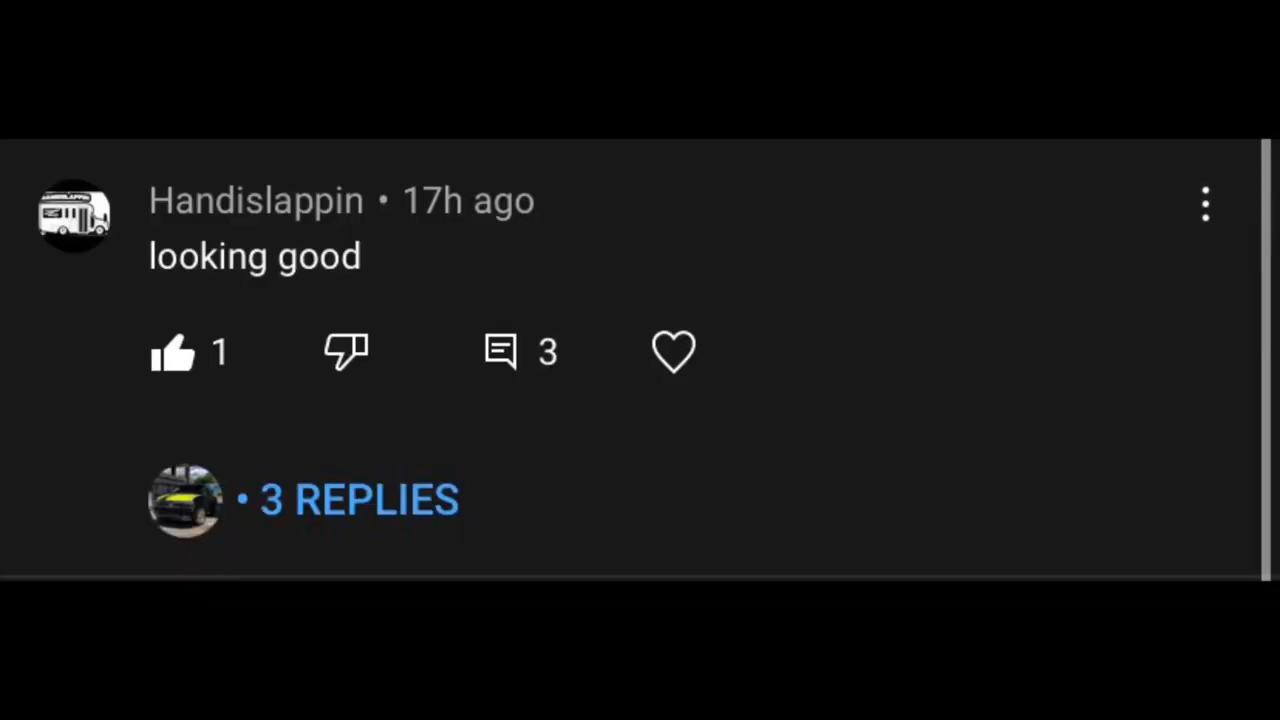 Handislappin • 17h ago
looking good
1 3
• 3 REPLIES